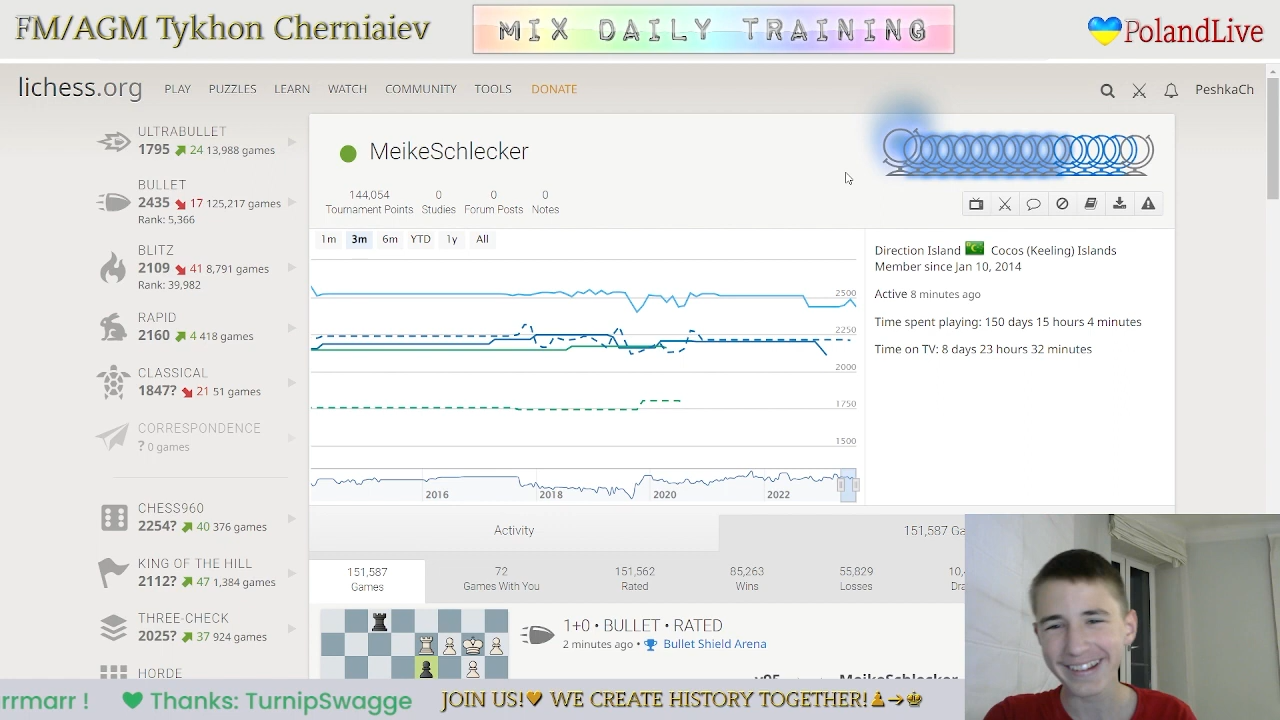 FM/AGM Tykhon Cherniaiev
MIX DAILY TRAINING
PolandLive
lichess.org
PLAY PUZZLES LEARN WATCH COMMUNITY TOOLS DONATE
PeshkaCh
ULTRABULLET
1795 24 13,988 games
BULLET
2435 17 125,217 games
Rank: 5,366
BLITZ
2109 41 8,791 games
Rank: 39,982
RAPID
2160 4 418 games
CLASSICAL
1847? 21 51 games
CORRESPONDENCE
? 0 games
CHESS960
2254? 40 376 games
KING OF THE HILL
2112? 47 1,384 games
THREE-CHECK
2025? 37 924 games
HORDE
MeikeSchlecker
144,054 0 0 0
Tournament Points Studies Forum Posts Notes
1m 3m 6m YTD 1y All
2500
2250
2000
1750
1500
2016 2018 2020 2022
Direction Island Cocos (Keeling) Islands
Member since Jan 10, 2014
Active 8 minutes ago
Time spent playing: 150 days 15 hours 4 minutes
Time on TV: 8 days 23 hours 32 minutes
Activity 151,587 Ga
151,587 72 151,562 85,263 55,829 10,
Games Games With You Rated Wins Losses Dra
1+0 • BULLET • RATED
2 minutes ago • Bullet Shield Arena
MeikeSchlecker
rrmarr ! Thanks: TurnipSwagge
JOIN US! WE CREATE HISTORY TOGETHER!